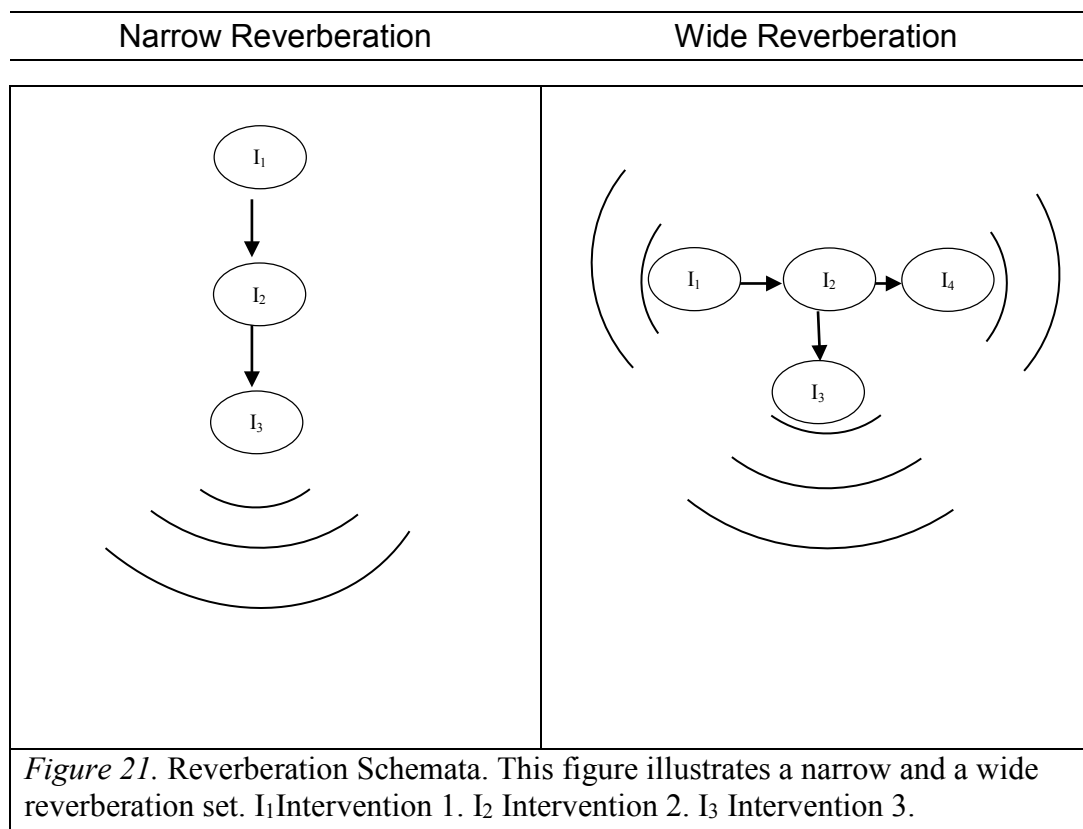 Narrow Reverberation
Wide Reverberation
I₁
I₂
I₃
I₁
I₂
I₄
I₃
Figure 21. Reverberation Schemata. This figure illustrates a narrow and a wide
reverberation set. I₁Intervention 1. I₂ Intervention 2. I₃ Intervention 3.